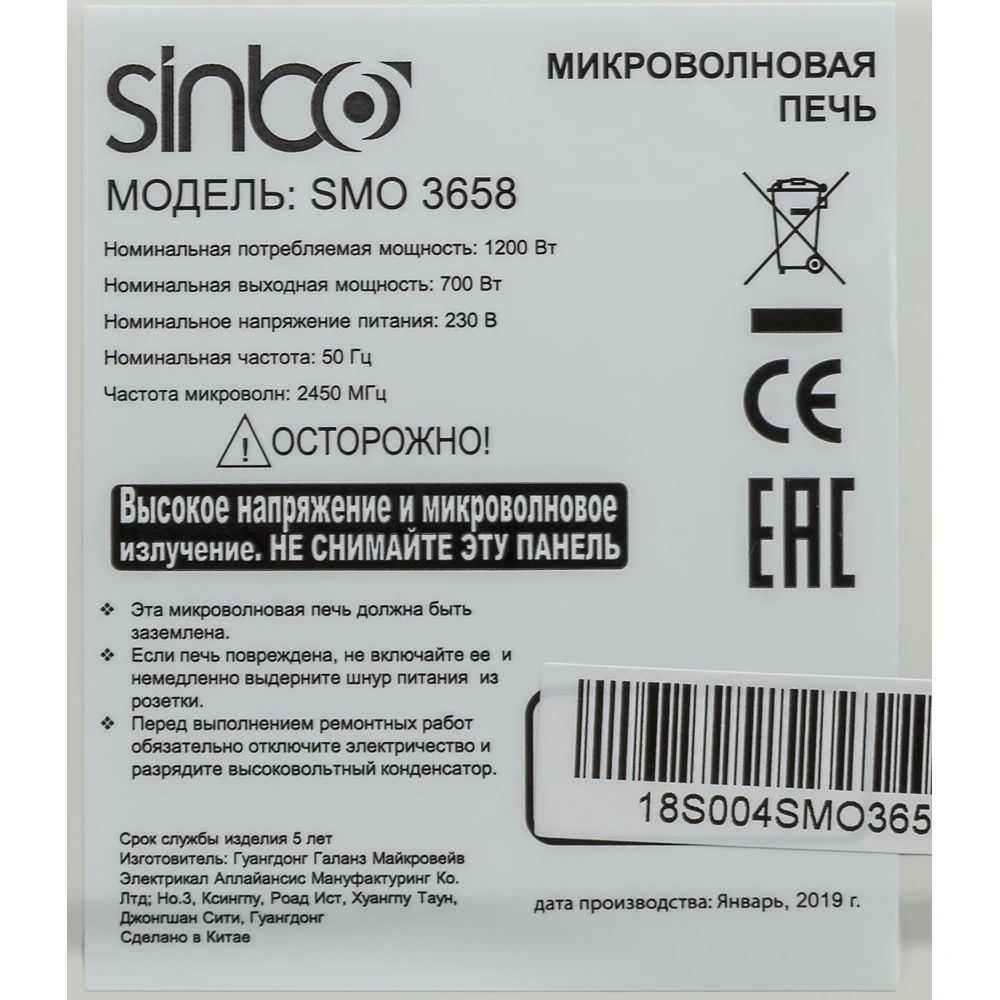 sinbo
МИКРОВОЛНОВАЯ
ПЕЧЬ
МОДЕЛЬ: SMO 3658
Номинальная потребляемая мощность: 1200 Вт
Номинальная выходная мощность: 700 Вт
Номинальное напряжение питания: 230 В
Номинальная частота: 50 Гц
Частота микроволн: 2450 МГц
CE
EAC
! ОСТОРОЖНО!
Высокое напряжение и микроволновое
излучение. НЕ СНИМАЙТЕ ЭТУ ПАНЕЛЬ
❖ Эта микроволновая печь должна быть
заземлена.
❖ Если печь повреждена, не включайте ее и
немедленно выдерните шнур питания из
розетки.
❖ Перед выполнением ремонтных работ
обязательно отключите электричество и
разрядите высоковольтный конденсатор.
18S004SMO365
Срок службы изделия 5 лет
Изготовитель: Гуангдонг Галанз Майкровейв
Электрикал Аплайансис Мануфактуринг Ко.
Лтд; Но.3, Ксингпу, Роад Ист, Хуангпу Таун,
Джонгшан Сити, Гуангдонг
Сделано в Китае
дата производства: Январь, 2019 г.